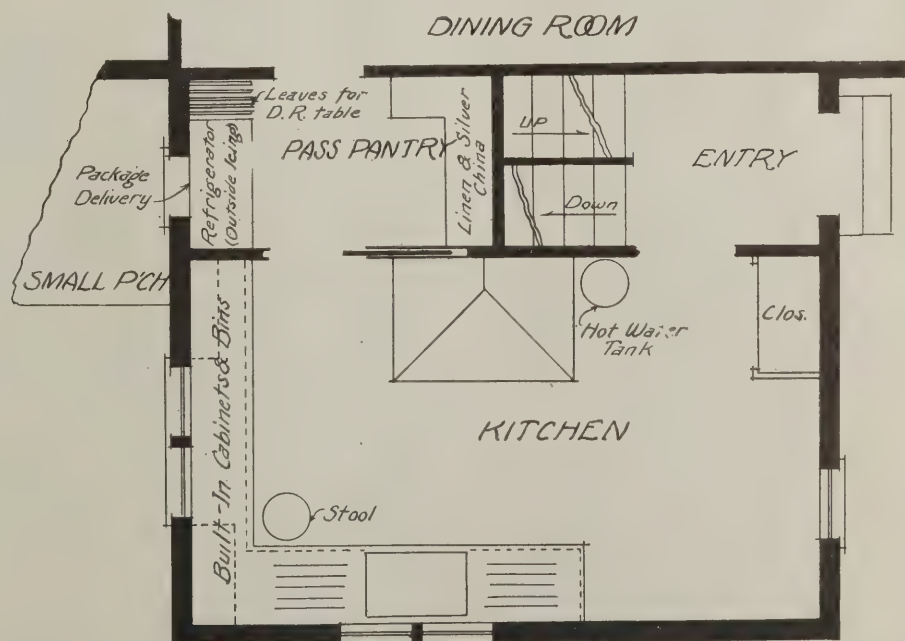 DINING ROOM
Leaves for
D.R. table
UP
PASS PANTRY
ENTRY
Linen & Silver
China
Package
Delivery
Refrigerator
(Outside Icing)
Down
SMALL P'CH
Built-In Cabinets & Bins
Hot Water
Tank
Clos.
KITCHEN
Stool